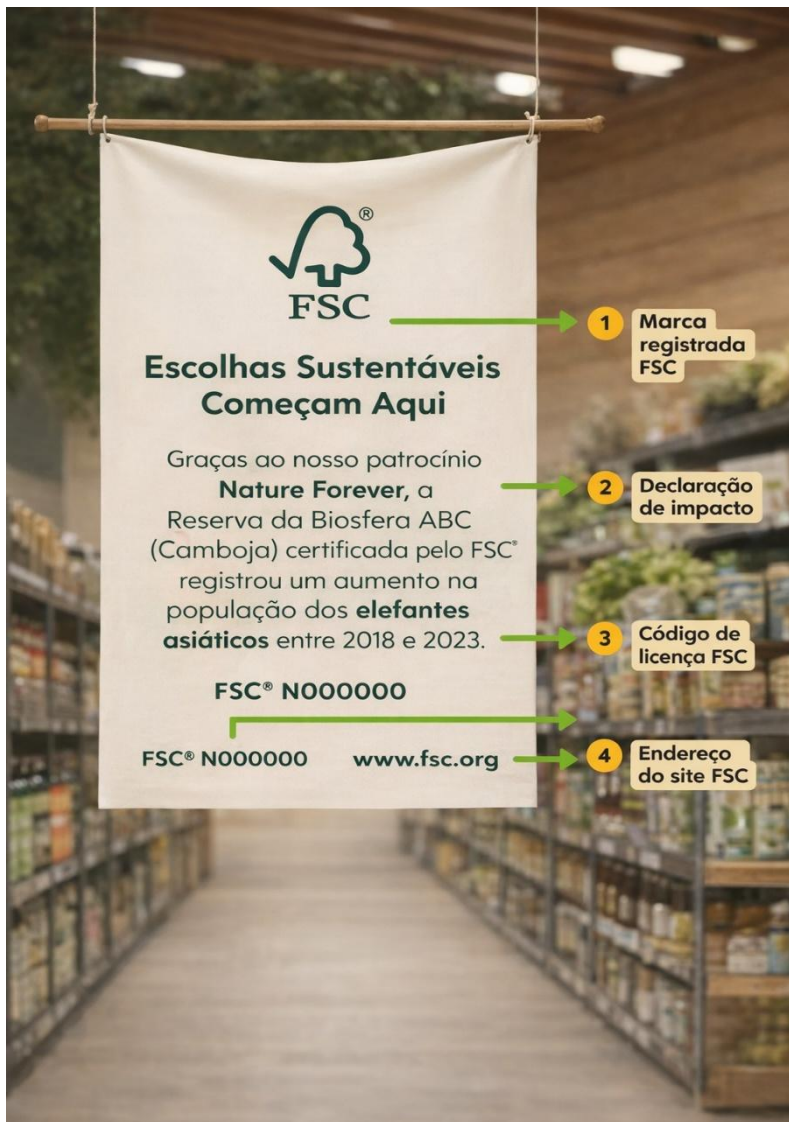 ®
FSC
Escolhas Sustentáveis
Começam Aqui
Graças ao nosso patrocínio
Nature Forever, a
Reserva da Biosfera ABC
(Camboja) certificada pelo FSC®
registrou um aumento na
população dos elefantes
asiáticos entre 2018 e 2023.
FSC® N000000
FSC® N000000 www.fsc.org
1 Marca
registrada
FSC
2 Declaração
de impacto
3 Código de
licença FSC
4 Endereço
do site FSC